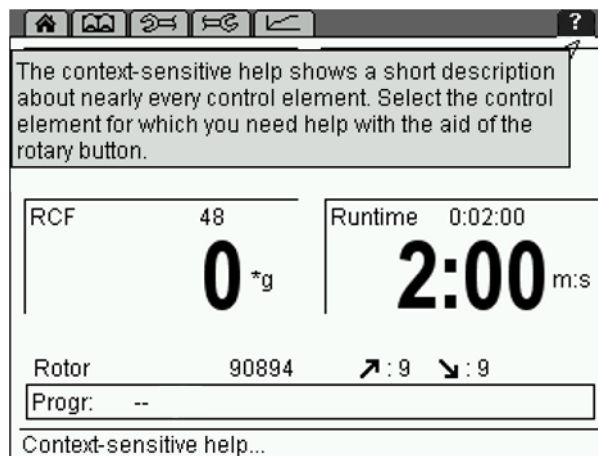 ?
The context-sensitive help shows a short description
about nearly every control element. Select the control
element for which you need help with the aid of the
rotary button.
RCF 48
0 *g
Runtime 0:02:00
2:00 m:s
Rotor 90894 ↗ : 9 ↘ : 9
Progr: --
Context-sensitive help...